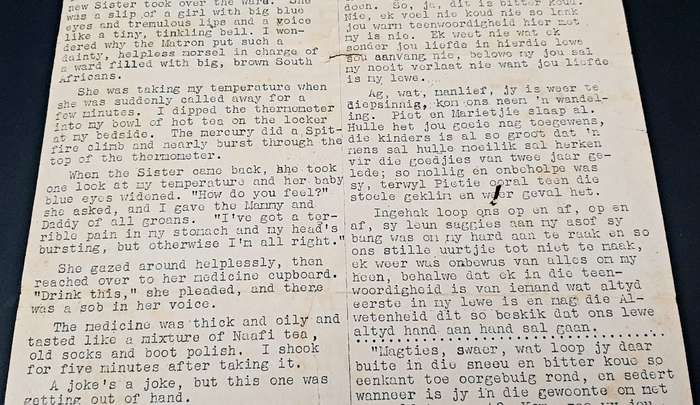 new Sister took over the ward. She
was a slip of a girl with big blue
eyes and tremulous lips and a voice
like a tiny, tinkling bell. I won-
dered why the Matron put such a
dainty, helpless morsel in charge of
a ward filled with big, brown South
Africans.
She was taking my temperature when
she was suddenly called away for a
few minutes. I dipped the thermometer
into my bowl of hot tea on the locker
at my bedside. The mercury did a Spit-
fire climb and nearly burst through the
top of the thermometer.
When the Sister came back, she took
one look at my temperature and her baby
blue eyes widened. "How do you feel?"
she asked, and I gave the Mammy and
Daddy of all groans. "I've got a ter-
rible pain in my stomach and my head's
bursting, but otherwise I'm all right."
She gazed around helplessly, then
reached over to her medicine cupboard.
"Drink this," she pleaded, and there
was a sob in her voice.
The medicine was thick and oily and
tasted like a mixture of Naafi tea,
old socks and boot polish. I shook
for five minutes after taking it.
A joke's a joke, but this one was
getting out of hand.
doen. So, ja, dit is bitter koud.
Nie, ek voel nie koud nie so lank
jou warm teenwoordigheid hier met
my is nie. Ek weet nie wat ek
sonder jou liefde in hierdie lewe
sou aanvang nie, belowe my jou sal
my nooit verlaat nie want jou liefde
is my lewe.
Ag, wat, manlief, jy is weer te
diepsinnig, kom ons neem 'n wandel-
ing. Piet en Marietjie slaap al.
Hulle het jou goeie nag toegewens,
die kinders is al so groot dat 'n
mens sal hulle moeilik sal herken
vir die goedjies van twee jaar ge-
lede; so mollig en onbeholpe was
sy, terwyl Pietie oral teen die
stoele geklim en weer geval het.
Ingehak loop ons op en af, op en
af, sy leun saggies aan my asof sy
bang was om my hard aan te raak en so
ons stille uurtjie tot niet te maak,
ek weer was onbewus van alles om my
heen, behalwe dat ek in die teen-
woordigheid is van iemand wat altyd
eerste in my lewe is en mag die Al-
wetenheid dit so beskik dat ons lewe
altyd hand aan hand sal gaan.
"Magties, swaer, wat loop jy daar
buite in die sneeu en bitter koue so
eenkant toe oorgebuig rond, en sedert
wanneer is jy in die gewoonte om met